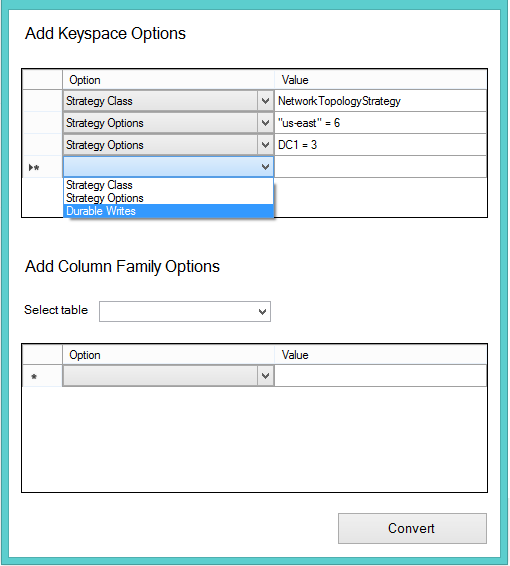 Add Keyspace Options
Option Value
Strategy Class NetworkTopologyStrategy
Strategy Options "us-east" = 6
Strategy Options DC1 = 3
Strategy Class
Strategy Options
Durable Writes
Add Column Family Options
Select table
Option Value
Convert